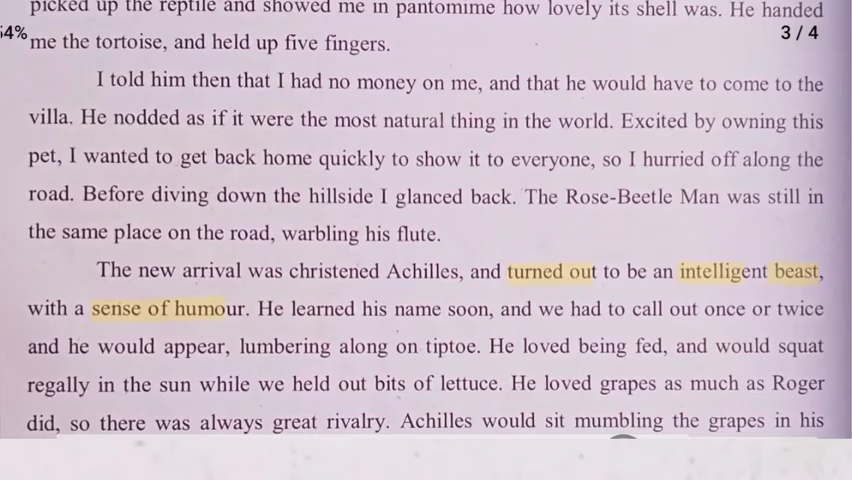 picked up the reptile and showed me in pantomime how lovely its shell was. He handed
54% me the tortoise, and held up five fingers. 3 / 4
I told him then that I had no money on me, and that he would have to come to the
villa. He nodded as if it were the most natural thing in the world. Excited by owning this
pet, I wanted to get back home quickly to show it to everyone, so I hurried off along the
road. Before diving down the hillside I glanced back. The Rose-Beetle Man was still in
the same place on the road, warbling his flute.
The new arrival was christened Achilles, and turned out to be an intelligent beast,
with a sense of humour. He learned his name soon, and we had to call out once or twice
and he would appear, lumbering along on tiptoe. He loved being fed, and would squat
regally in the sun while we held out bits of lettuce. He loved grapes as much as Roger
did, so there was always great rivalry. Achilles would sit mumbling the grapes in his